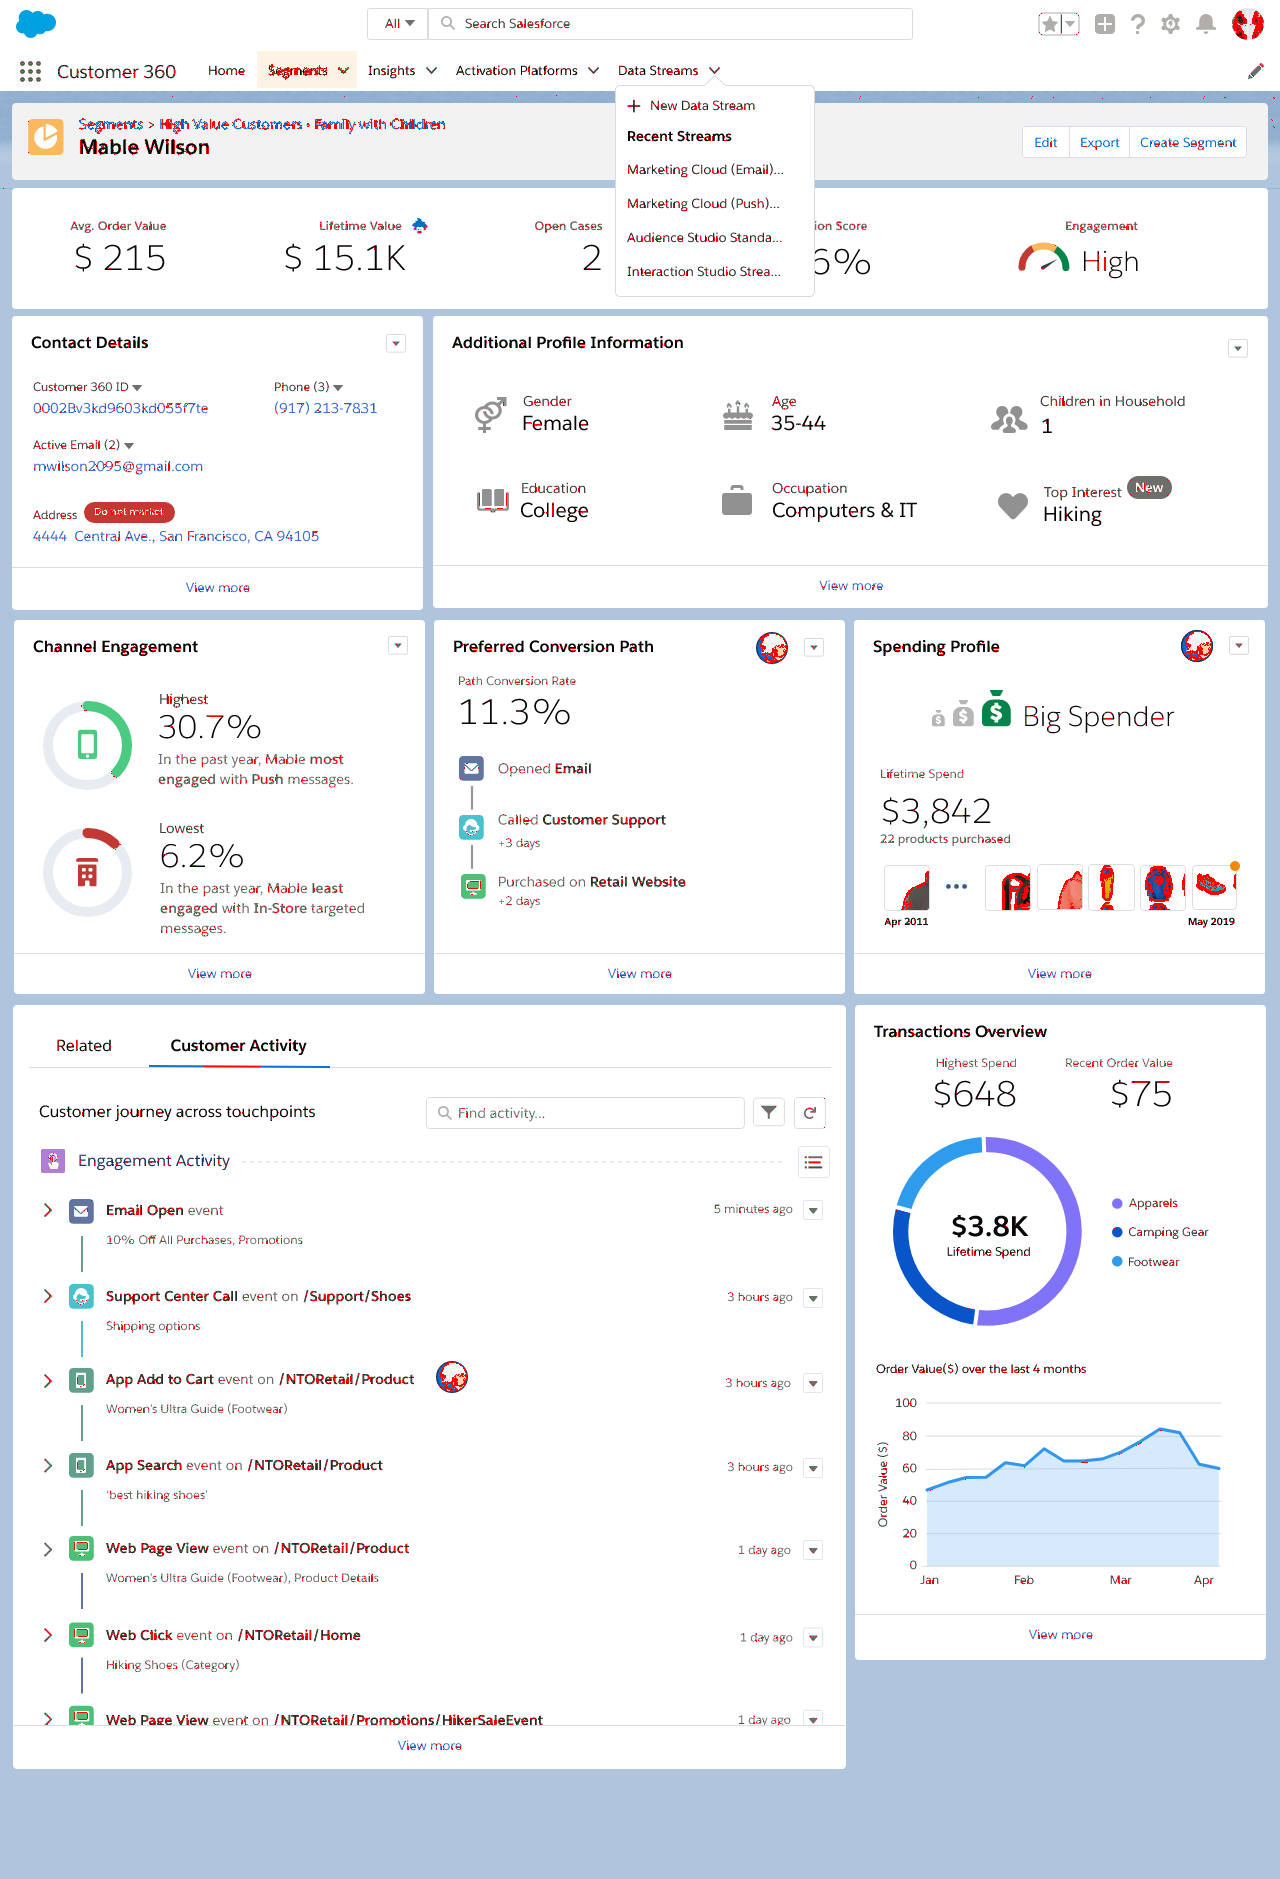 All
Search Salesforce
Customer 360
Home
Segments
Insights
Activation Platforms
Data Streams
New Data Stream
Recent Streams
Marketing Cloud (Email)...
Marketing Cloud (Push)...
Audience Studio Standa...
Interaction Studio Strea...
Segments > High Value Customers • Family with Children
Mable Wilson
Edit
Export
Create Segment
Avg. Order Value
$ 215
Lifetime Value
$ 15.1K
Open Cases
2
ion Score
6%
Engagement
High
Contact Details
Customer 360 ID
0002Bv3kd9603kd055f7te
Phone (3)
(917) 213-7831
Active Email (2)
mwilson2095@gmail.com
Address
Do not market
4444 Central Ave., San Francisco, CA 94105
View more
Additional Profile Information
Gender
Female
Age
35-44
Children in Household
1
Education
College
Occupation
Computers & IT
Top Interest
New
Hiking
View more
Channel Engagement
Highest
30.7%
In the past year, Mable most
engaged with Push messages.
Lowest
6.2%
In the past year, Mable least
engaged with In-Store targeted
messages.
View more
Preferred Conversion Path
Path Conversion Rate
11.3%
Opened Email
Called Customer Support
+3 days
Purchased on Retail Website
+2 days
View more
Spending Profile
Big Spender
Lifetime Spend
$3,842
22 products purchased
Apr 2011
May 2019
View more
Related
Customer Activity
Customer journey across touchpoints
Find activity...
Engagement Activity
Email Open event
5 minutes ago
10% Off All Purchases, Promotions
Support Center Call event on /Support/Shoes
3 hours ago
Shipping options
App Add to Cart event on /NTORetail/Product
3 hours ago
Women's Ultra Guide (Footwear)
App Search event on /NTORetail/Product
3 hours ago
'best hiking shoes'
Web Page View event on /NTORetail/Product
1 day ago
Women's Ultra Guide (Footwear), Product Details
Web Click event on /NTORetail/Home
1 day ago
Hiking Shoes (Category)
Web Page View event on /NTORetail/Promotions/HikerSaleEvent
1 day ago
View more
Transactions Overview
Highest Spend
$648
Recent Order Value
$75
$3.8K
Lifetime Spend
Apparels
Camping Gear
Footwear
Order Value($) over the last 4 months
Order Value ($)
100
80
60
40
20
0
Jan
Feb
Mar
Apr
View more